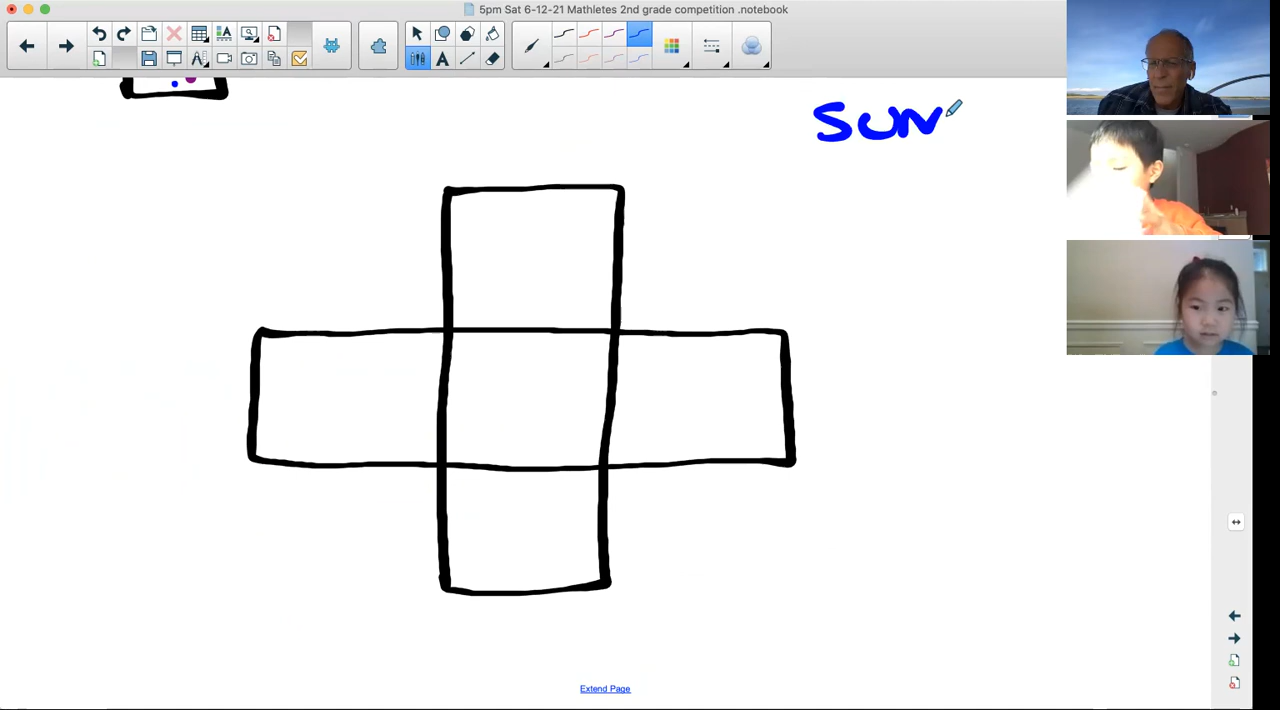 5pm Sat 6-12-21 Mathletes 2nd grade competition .notebook
SUN
Extend Page